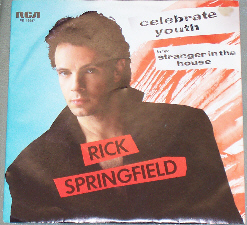 RCA
celebrate
youth
b/w
stranger in the
house
RICK
SPRINGFIELD